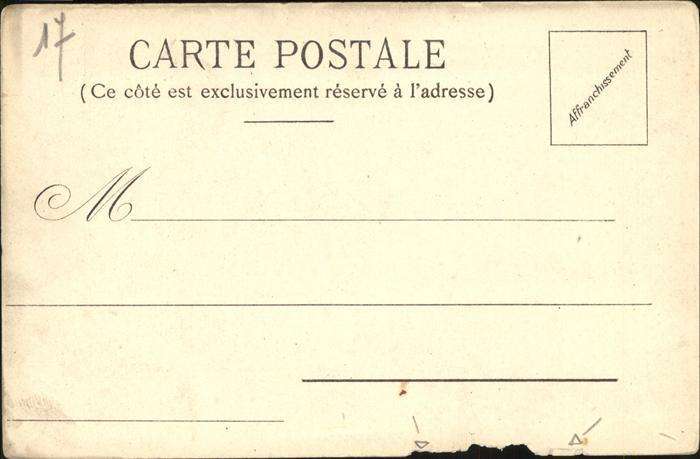 17
CARTE POSTALE
(Ce côté est exclusivement réservé à l'adresse)
Affranchissement
M